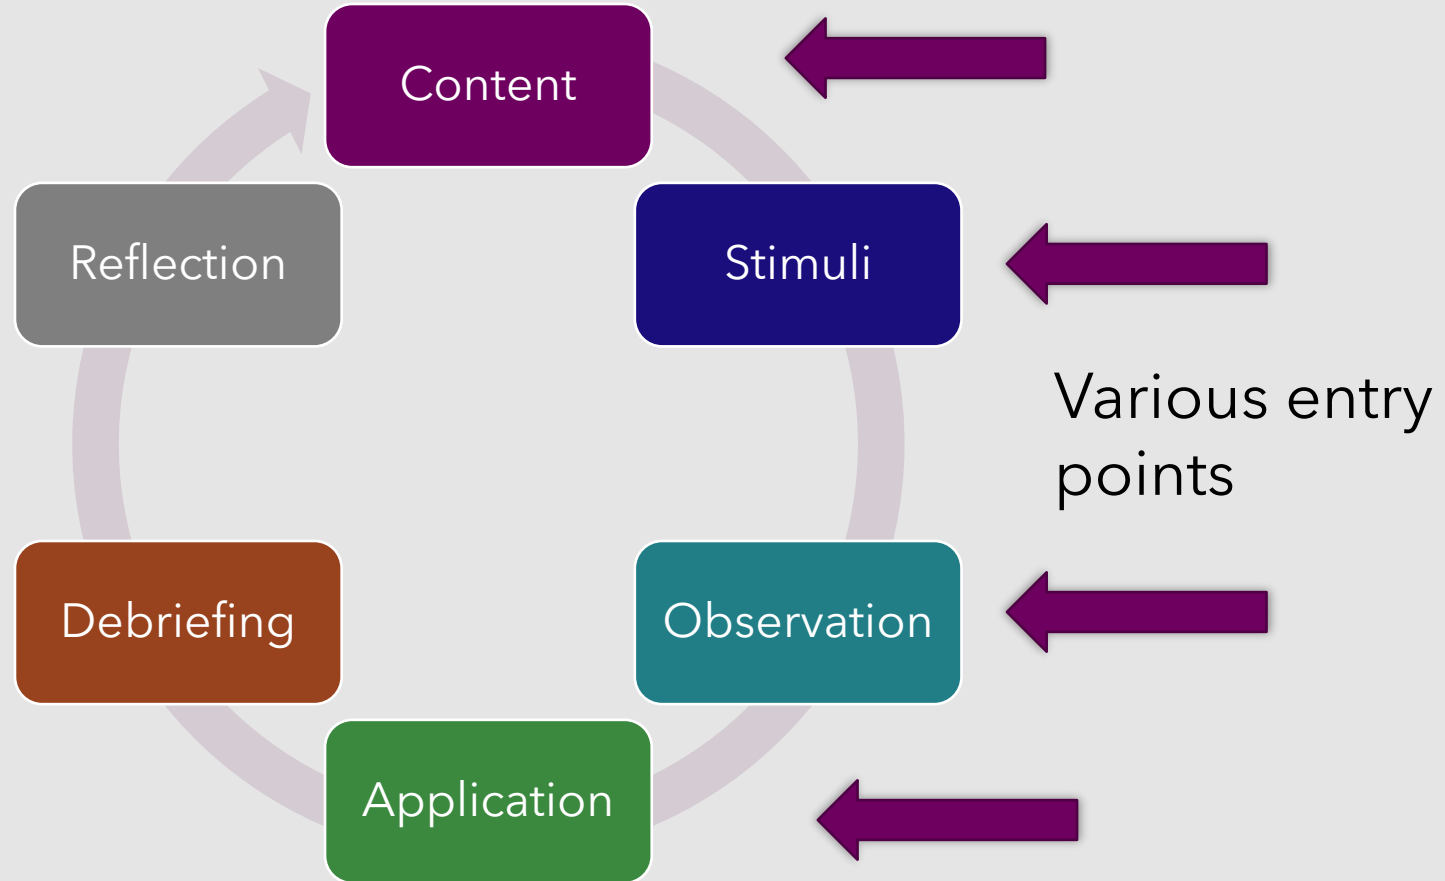 Content
Stimuli
Observation
Application
Debriefing
Reflection
Various entry
points